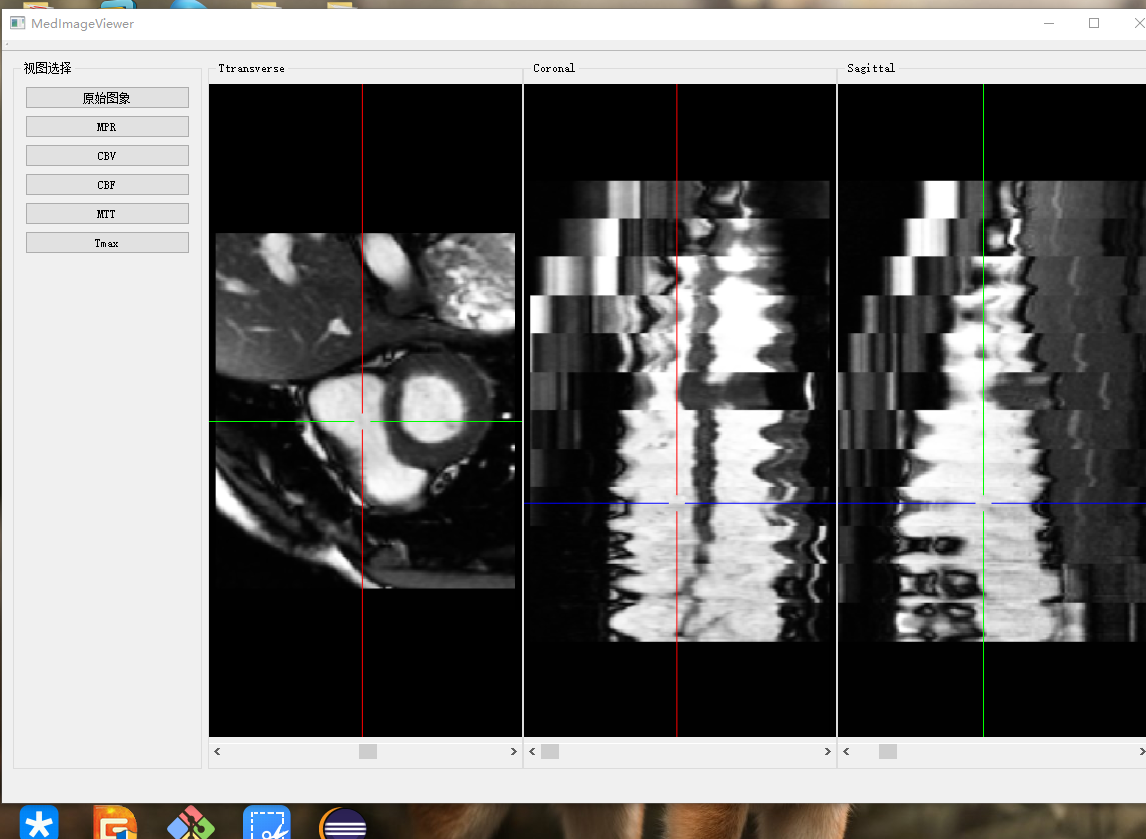 MedImageViewer
视图选择
原始图象
MPR
CBV
CBF
MTT
Tmax
Ttransverse
Coronal
Sagittal